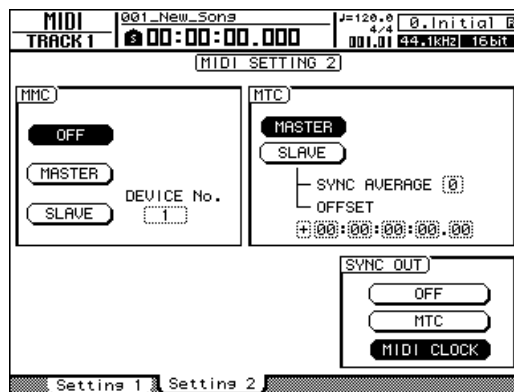 MIDI
TRACK 1
001_New_Song
S 00:00:00.000
♩=120.0
4/4
001.01
0.Initial
44.1kHz 16bit
MIDI SETTING 2
MMC
OFF
MASTER
SLAVE
DEVICE No.
1
MTC
MASTER
SLAVE
SYNC AVERAGE 0
OFFSET
+00:00:00:00.00
SYNC OUT
OFF
MTC
MIDI CLOCK
Setting 1 Setting 2